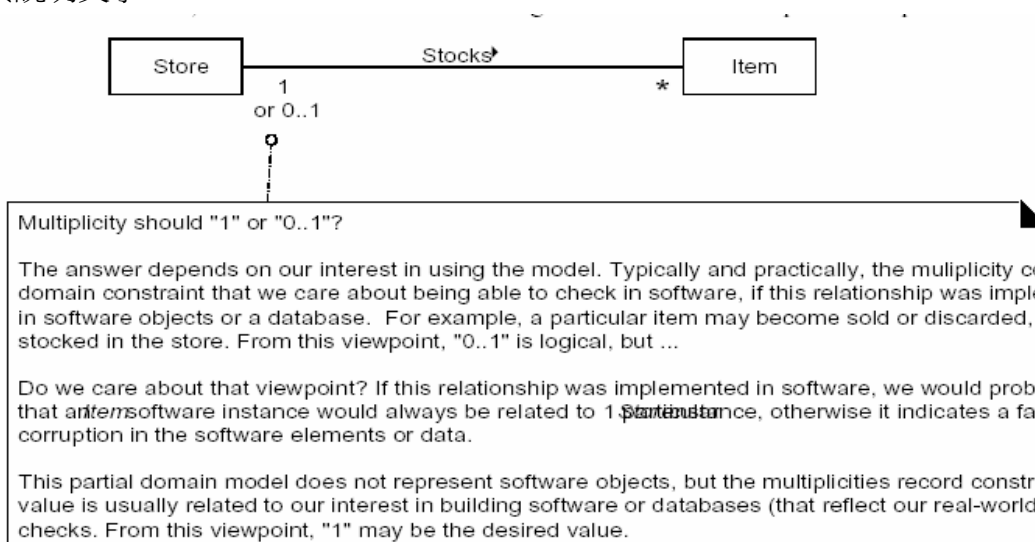 Store
Stocks
Item
1
*
or 0..1
Multiplicity should "1" or "0..1"?
The answer depends on our interest in using the model. Typically and practically, the muliplicity
domain constraint that we care about being able to check in software, if this relationship was
in software objects or a database. For example, a particular item may become sold or discarded,
stocked in the store. From this viewpoint, "0..1" is logical, but ...
Do we care about that viewpoint? If this relationship was implemented in software, we would
that an Item software instance would always be related to 1 instance, otherwise it indicates a
corruption in the software elements or data.
This partial domain model does not represent software objects, but the multiplicities record
value is usually related to our interest in building software or databases (that reflect our real-world
checks. From this viewpoint, "1" may be the desired value.